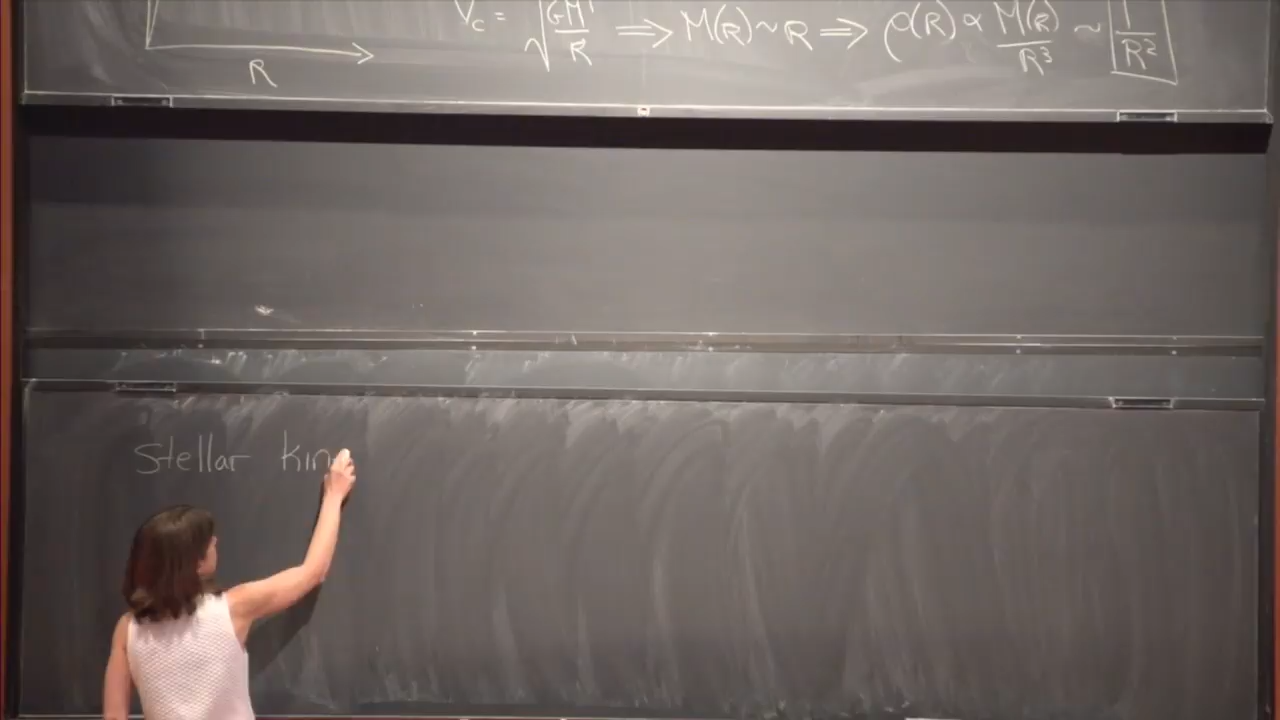 V_c = √(GM/R) ⟹ M(R) ~ R ⟹ ρ(R) ∝ M(R)/R³ ~ 1/R²
R
Stellar Kin